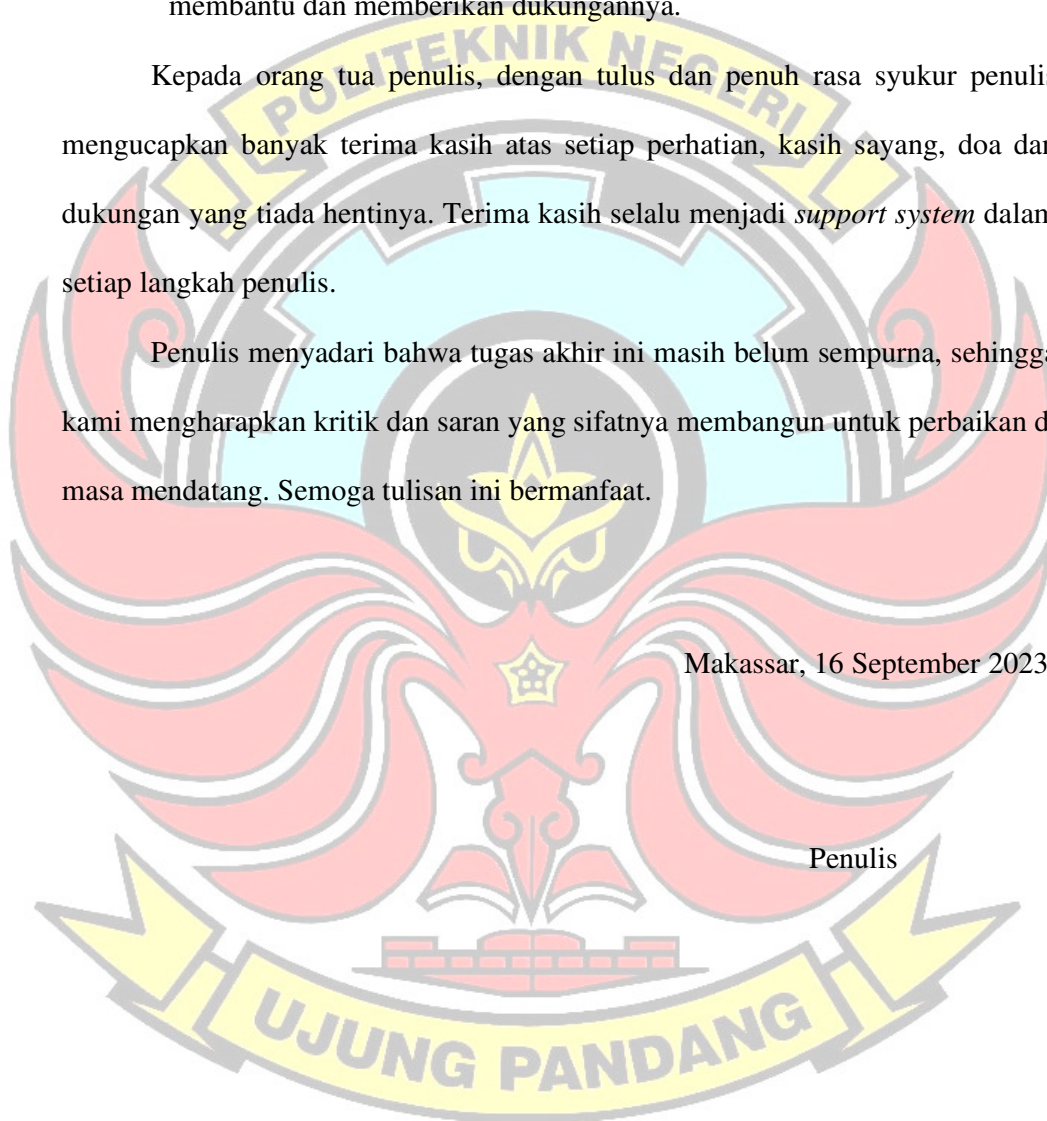 membantu dan memberikan dukungannya.
POLITEKNIK NEGERI
Kepada orang tua penulis, dengan tulus dan penuh rasa syukur penulis
mengucapkan banyak terima kasih atas setiap perhatian, kasih sayang, doa dan
dukungan yang tiada hentinya. Terima kasih selalu menjadi support system dalam
setiap langkah penulis.
Penulis menyadari bahwa tugas akhir ini masih belum sempurna, sehingga
kami mengharapkan kritik dan saran yang sifatnya membangun untuk perbaikan di
masa mendatang. Semoga tulisan ini bermanfaat.
Makassar, 16 September 2023
Penulis
UJUNG PANDANG